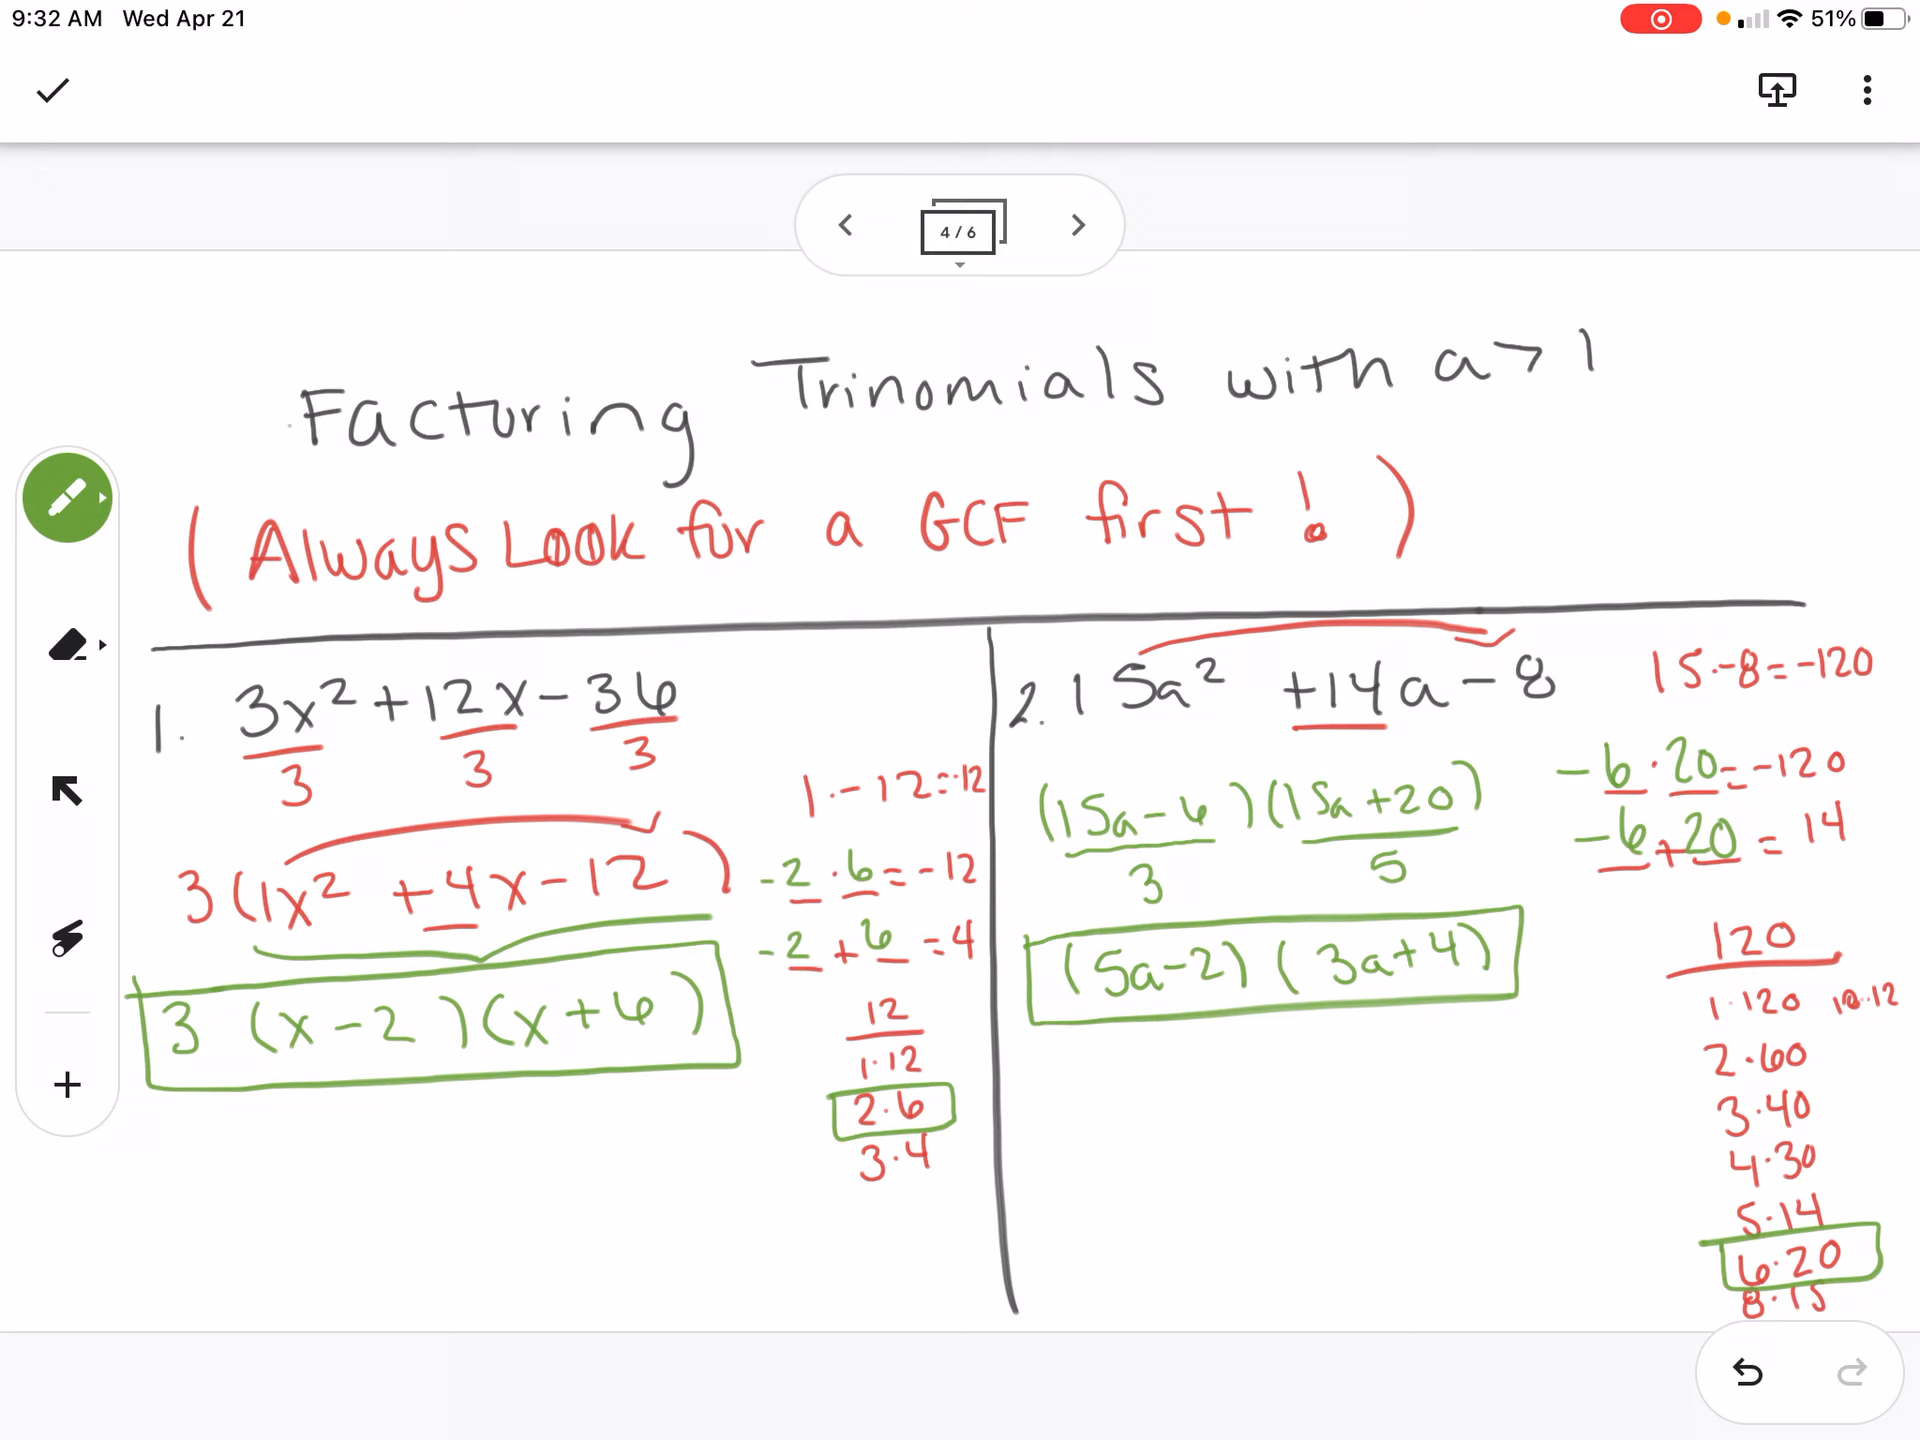 9:32 AM Wed Apr 21
51%
4 / 6
Facturing Trinomials with a > 1
(Always LOOK for a GCF first!)
1. 3x² + 12x - 36
3 3 3
3(1x² + 4x - 12)
3 (x - 2)(x + 6)
1 · -12 = -12
-2 · 6 = -12
-2 + 6 = 4
12
1·12
2·6
3·4
2. 15a² +14a - 8
(15a - 6)(15a + 20)
3 5
(5a - 2)(3a + 4)
15·-8 = -120
-6 · 20 = -120
-6 + 20 = 14
120
1·120 10·12
2·60
3·40
4·30
5·14
6·20
8·15